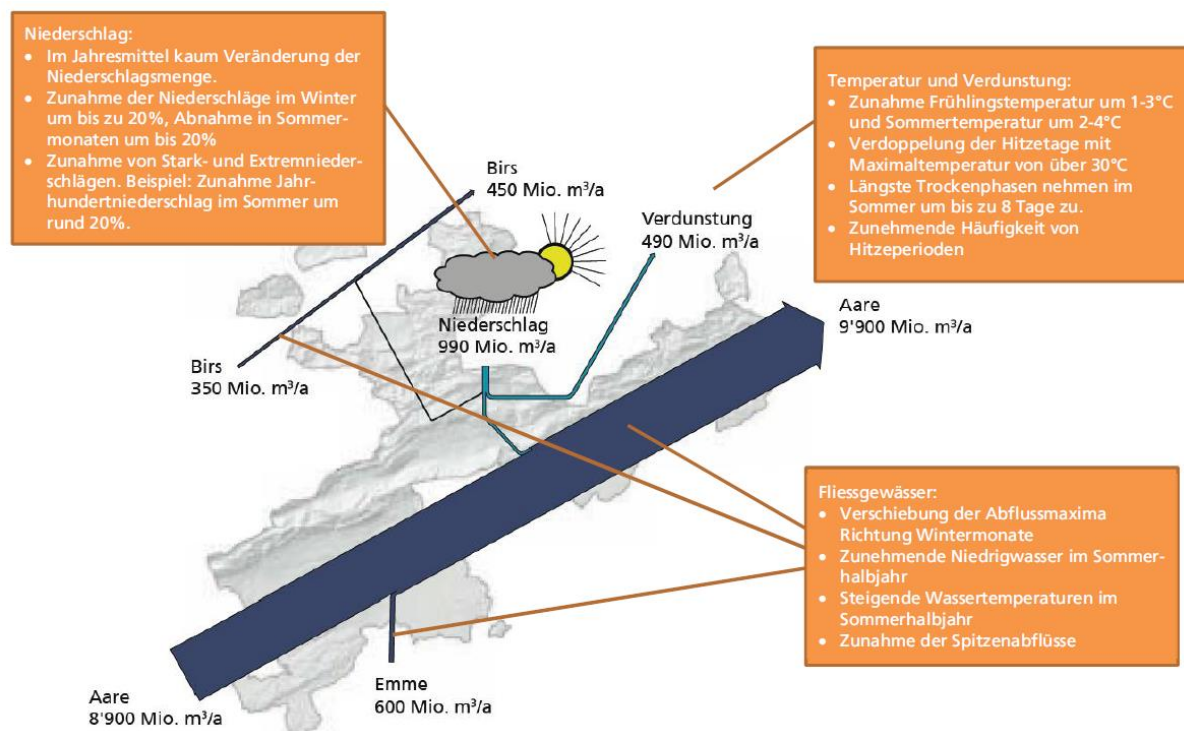 Niederschlag:
• Im Jahresmittel kaum Veränderung der
Niederschlagsmenge.
• Zunahme der Niederschläge im Winter
um bis zu 20%, Abnahme in Sommer-
monaten um bis 20%
• Zunahme von Stark- und Extremnieder-
schlägen. Beispiel: Zunahme Jahr-
hundertniederschlag im Sommer um
rund 20%.
Temperatur und Verdunstung:
• Zunahme Frühlingstemperatur um 1-3°C
und Sommertemperatur um 2-4°C
• Verdoppelung der Hitzetage mit
Maximaltemperatur von über 30°C
• Längste Trockenphasen nehmen im
Sommer um bis zu 8 Tage zu.
• Zunehmende Häufigkeit von
Hitzeperioden
Birs
450 Mio. m³/a
Verdunstung
490 Mio. m³/a
Aare
9'900 Mio. m³/a
Niederschlag
990 Mio. m³/a
Birs
350 Mio. m³/a
Fliessgewässer:
• Verschiebung der Abflussmaxima
Richtung Wintermonate
• Zunehmende Niedrigwasser im Sommer-
halbjahr
• Steigende Wassertemperaturen im
Sommerhalbjahr
• Zunahme der Spitzenabflüsse
Emme
600 Mio. m³/a
Aare
8'900 Mio. m³/a